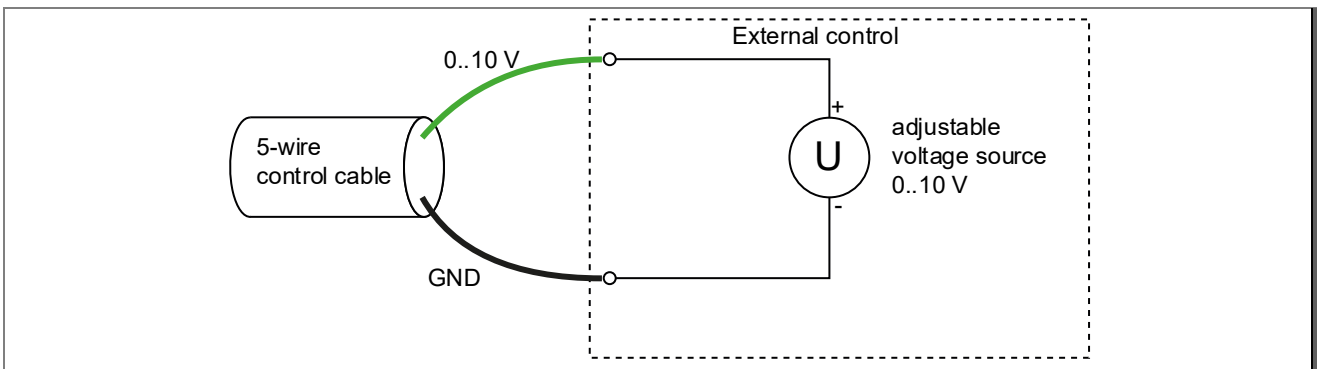 External control
0..10 V
+
5-wire
control cable
U
adjustable
voltage source
0..10 V
-
GND